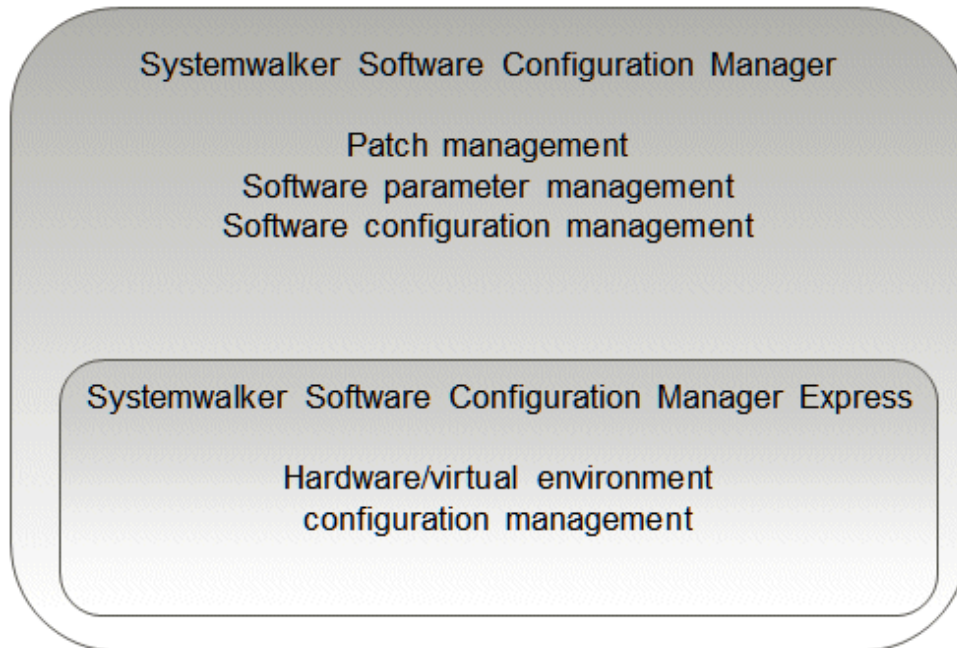 Systemwalker Software Configuration Manager
Patch management
Software parameter management
Software configuration management
Systemwalker Software Configuration Manager Express
Hardware/virtual environment
configuration management